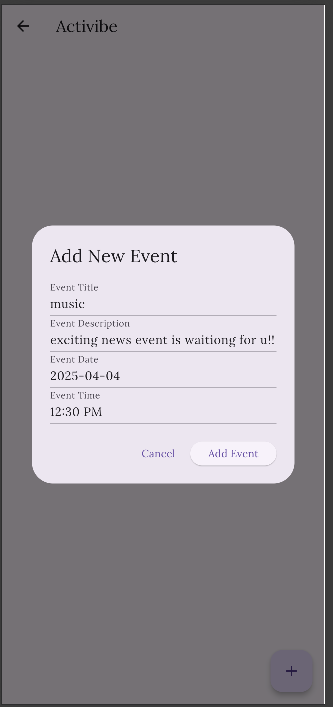 Activibe
Add New Event
Event Title
music
Event Description
exciting news event is waitiong for u!!
Event Date
2025-04-04
Event Time
12:30 PM
Cancel Add Event
+